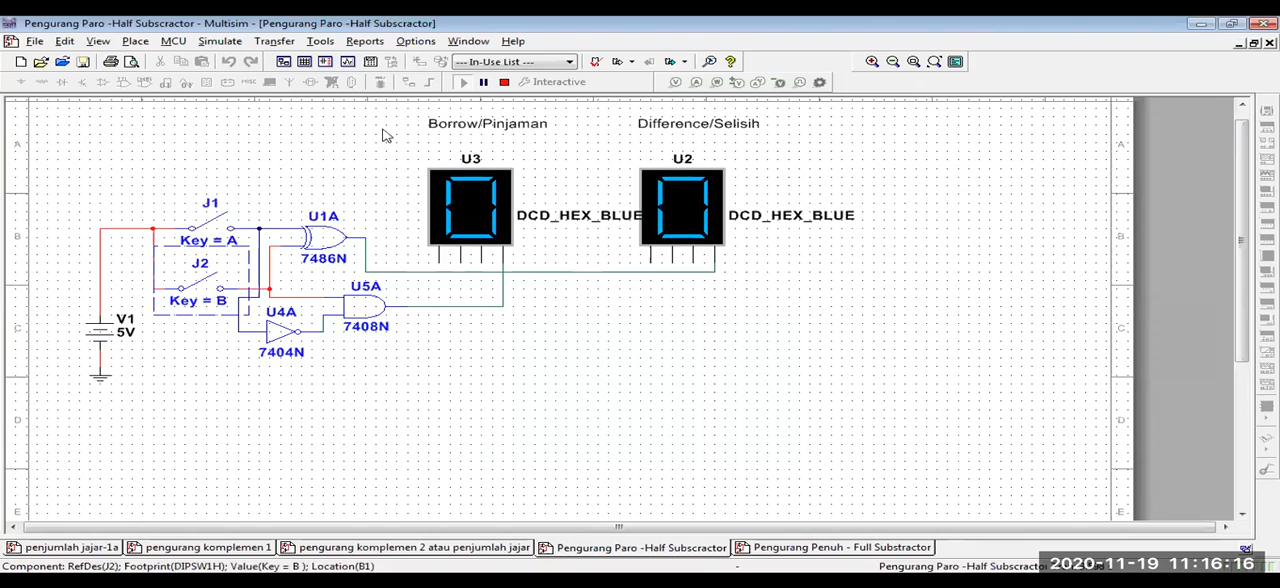 Pengurang Paro -Half Subscractor - Multisim - [Pengurang Paro -Half Subscractor]
File Edit View Place MCU Simulate Transfer Tools Reports Options Window Help
--- In-Use List ---
Interactive
Borrow/Pinjaman Difference/Selisih
U3 U2
A A
DCD_HEX_BLUE DCD_HEX_BLUE
J1
U1A
B B
Key = A
7486N
J2
U5A
Key = B
U4A
V1
5V
7408N
C C
7404N
D D
E E
penjumlah jajar-1a pengurang komplemen 1 pengurang komplemen 2 atau penjumlah jajar Pengurang Paro -Half Subscractor Pengurang Penuh - Full Substractor
Component: RefDes(J2); Footprint(DIPSW1H); Value(Key = B ); Location(B1) - Pengurang Paro -Half Subscractor
2020-11-19 11:16:16